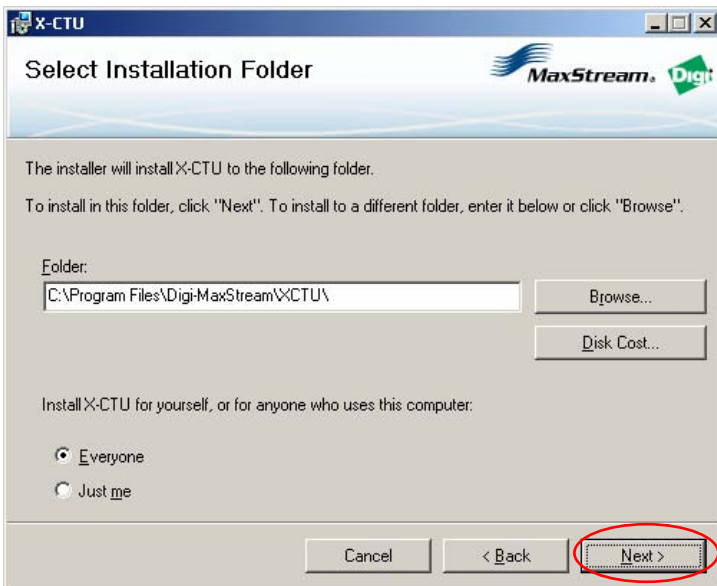 X-CTU
Select Installation Folder
MaxStream. Digi
The installer will install X-CTU to the following folder.
To install in this folder, click "Next". To install to a different folder, enter it below or click "Browse".
Folder:
C:\Program Files\Digi-MaxStream\XCTU\
Browse...
Disk Cost...
Install X-CTU for yourself, or for anyone who uses this computer:
Everyone
Just me
Cancel
< Back
Next >